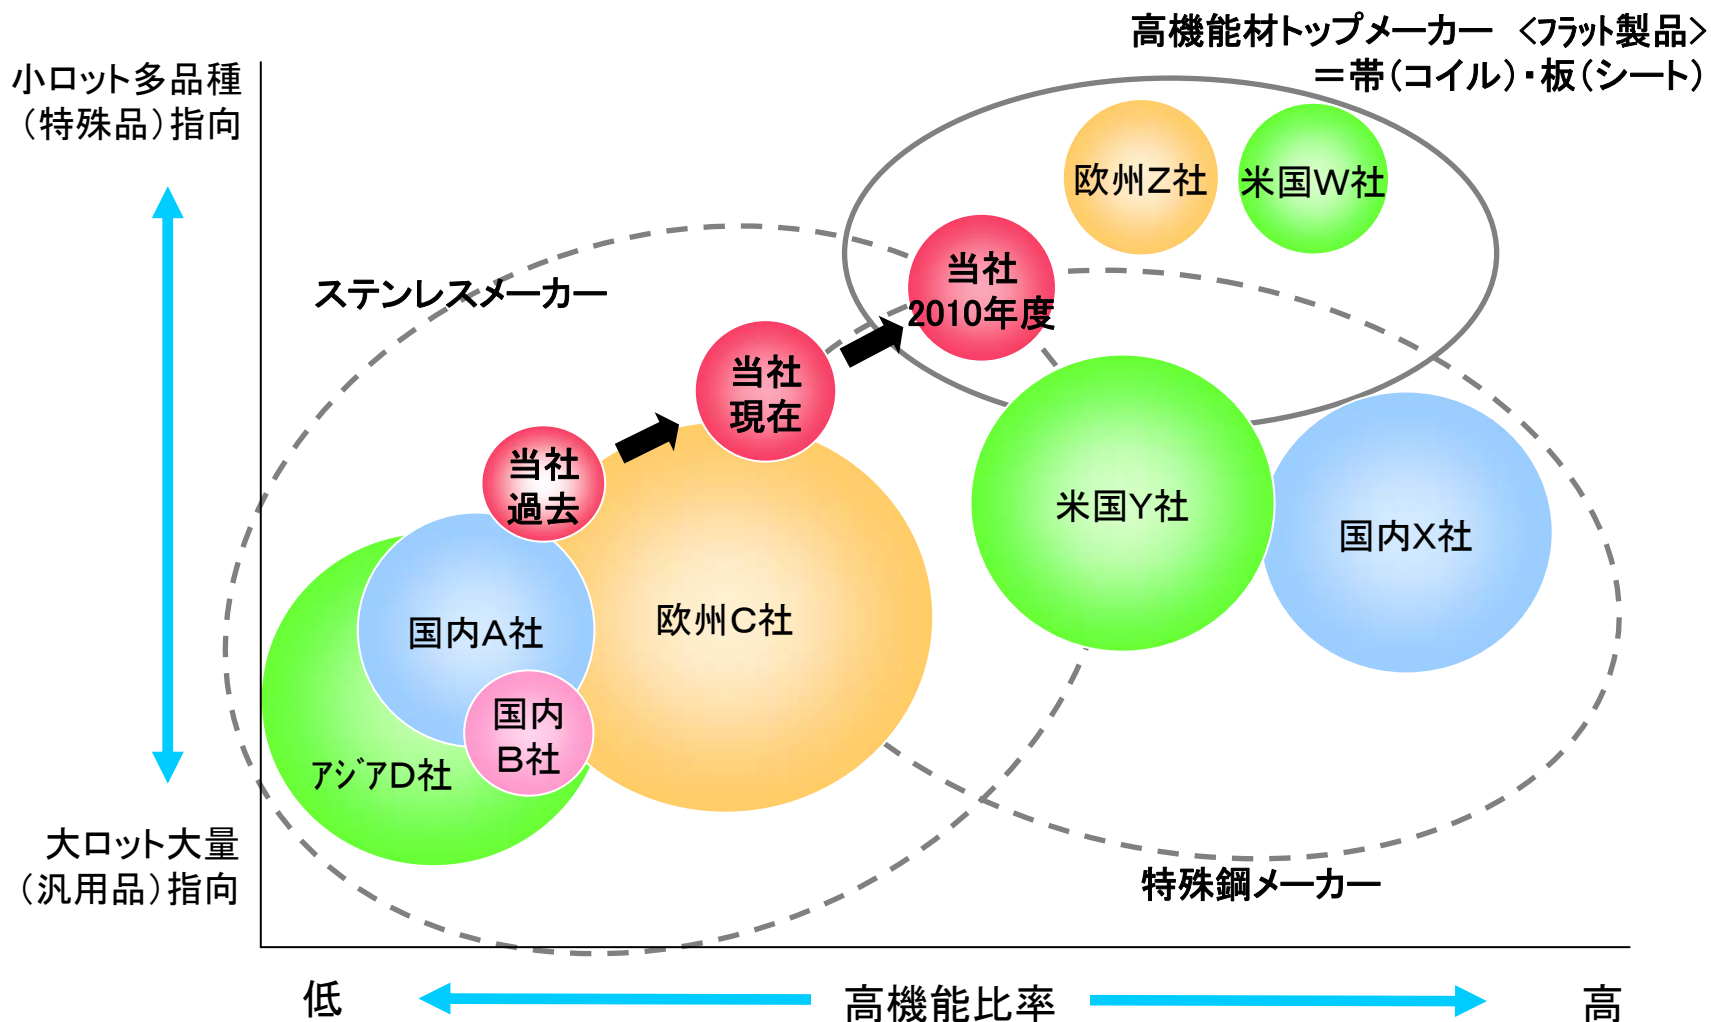 高機能材トップメーカー <フラット製品>
＝帯(コイル)・板(シート)
小ロット多品種
(特殊品)指向
欧州Z社
米国W社
当社
2010年度
ステンレスメーカー
当社
現在
当社
過去
米国Y社
国内X社
欧州C社
国内A社
国内
B社
アジアD社
大ロット大量
(汎用品)指向
特殊鋼メーカー
低
高機能比率
高